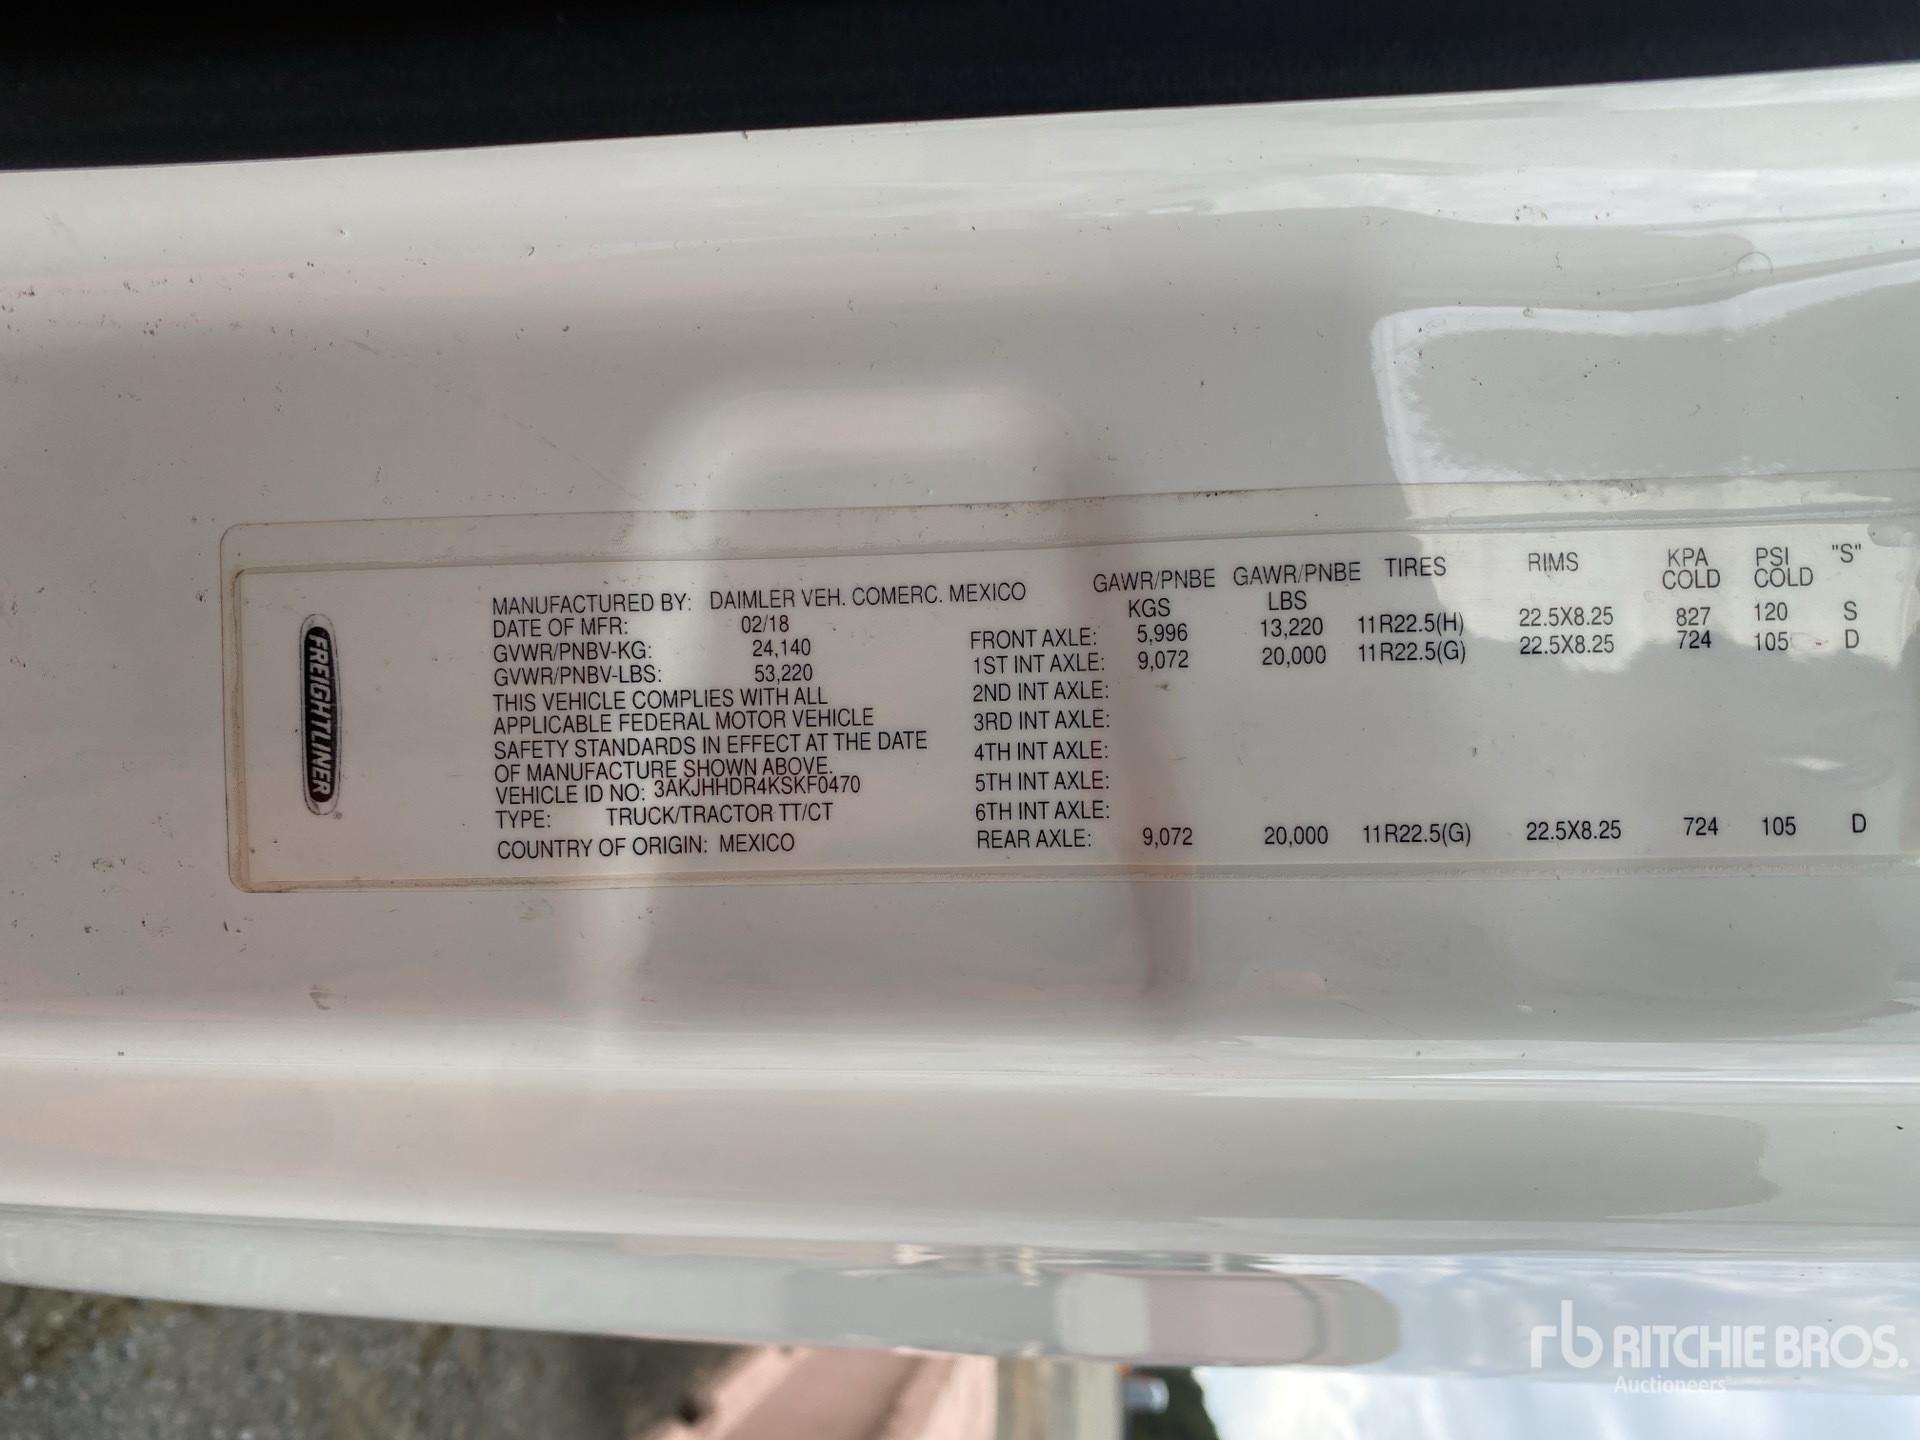 FREIGHTLINER
MANUFACTURED BY: DAIMLER VEH. COMERC. MEXICO
DATE OF MFR: 02/18
GVWR/PNBV-KG: 24,140
GVWR/PNBV-LBS: 53,220
THIS VEHICLE COMPLIES WITH ALL
APPLICABLE FEDERAL MOTOR VEHICLE
SAFETY STANDARDS IN EFFECT AT THE DATE
OF MANUFACTURE SHOWN ABOVE.
VEHICLE ID NO: 3AKJHHDR4KSKF0470
TYPE: TRUCK/TRACTOR TT/CT
COUNTRY OF ORIGIN: MEXICO
GAWR/PNBE GAWR/PNBE TIRES RIMS KPA PSI "S"
KGS LBS COLD COLD
FRONT AXLE: 5,996 13,220 11R22.5(H) 22.5X8.25 827 120 S
1ST INT AXLE: 9,072 20,000 11R22.5(G) 22.5X8.25 724 105 D
2ND INT AXLE:
3RD INT AXLE:
4TH INT AXLE:
5TH INT AXLE:
6TH INT AXLE:
REAR AXLE: 9,072 20,000 11R22.5(G) 22.5X8.25 724 105 D
rb RITCHIE BROS.
Auctioneers